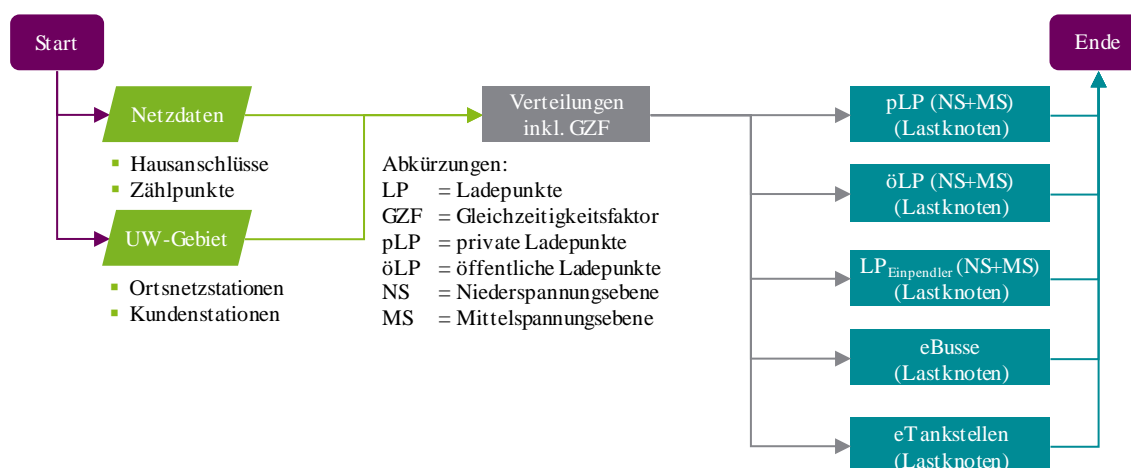 Start
Ende
Netzdaten
▪ Hausanschlüsse
▪ Zählpunkte
UW-Gebiet
▪ Ortsnetzstationen
▪ Kundenstationen
Verteilungen
inkl. GZF
Abkürzungen:
LP = Ladepunkte
GZF = Gleichzeitigkeitsfaktor
pLP = private Ladepunkte
öLP = öffentliche Ladepunkte
NS = Niederspannungsebene
MS = Mittelspannungsebene
pLP (NS+MS)
(Lastknoten)
öLP (NS+MS)
(Lastknoten)
LP Einpendler (NS+MS)
(Lastknoten)
eBusse
(Lastknoten)
eTankstellen
(Lastknoten)